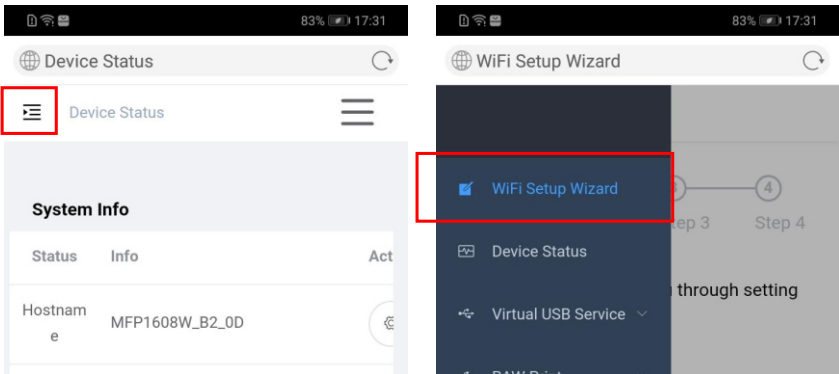 83% 17:31
Device Status
Device Status
System Info
Status Info Act
Hostnam
e
MFP1608W_B2_0D
83% 17:31
WiFi Setup Wizard
WiFi Setup Wizard
4
tep 3 Step 4
Device Status
through setting
Virtual USB Service